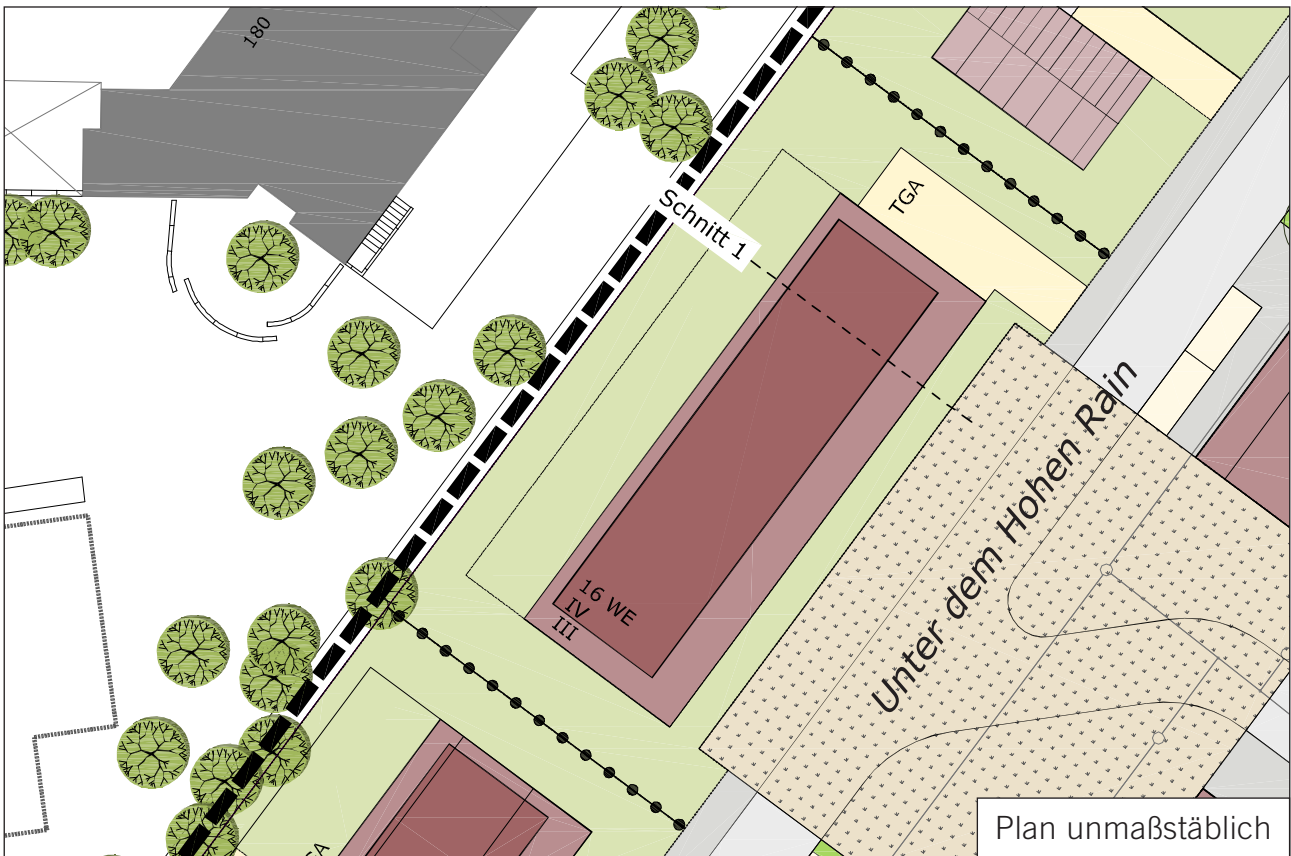 180
Schnitt 1
TGA
Unter dem Hohen Rain
16 WE
IV
III
Plan unmaßstäblich